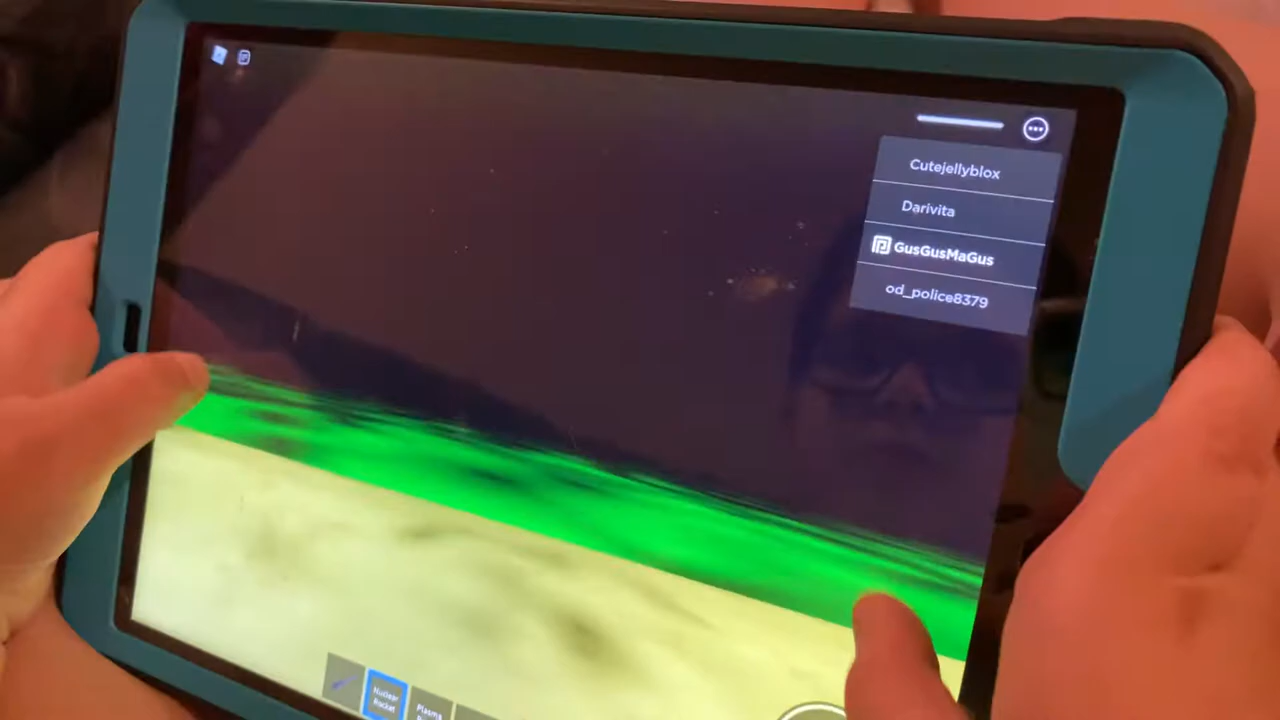 Cutejellyblox
Darivita
GusGusMaGus
od_police8379
Nuclear
Rocket
Plasma